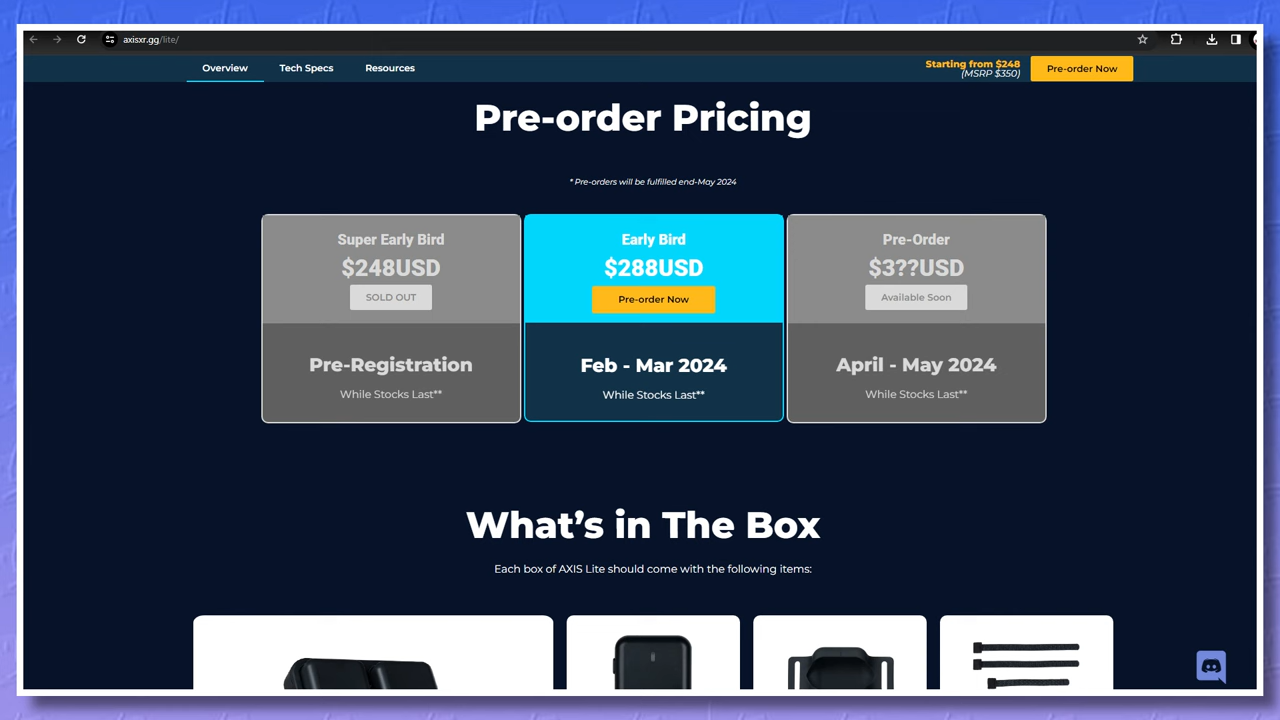 axisxr.gg/lite/
Overview
Tech Specs
Resources
Starting from $248
(MSRP $350)
Pre-order Now
Pre-order Pricing
* Pre-orders will be fulfilled end-May 2024
Super Early Bird
$248USD
SOLD OUT
Pre-Registration
While Stocks Last**
Early Bird
$288USD
Pre-order Now
Feb - Mar 2024
While Stocks Last**
Pre-Order
$3??USD
Available Soon
April - May 2024
While Stocks Last**
What's in The Box
Each box of AXIS Lite should come with the following items: